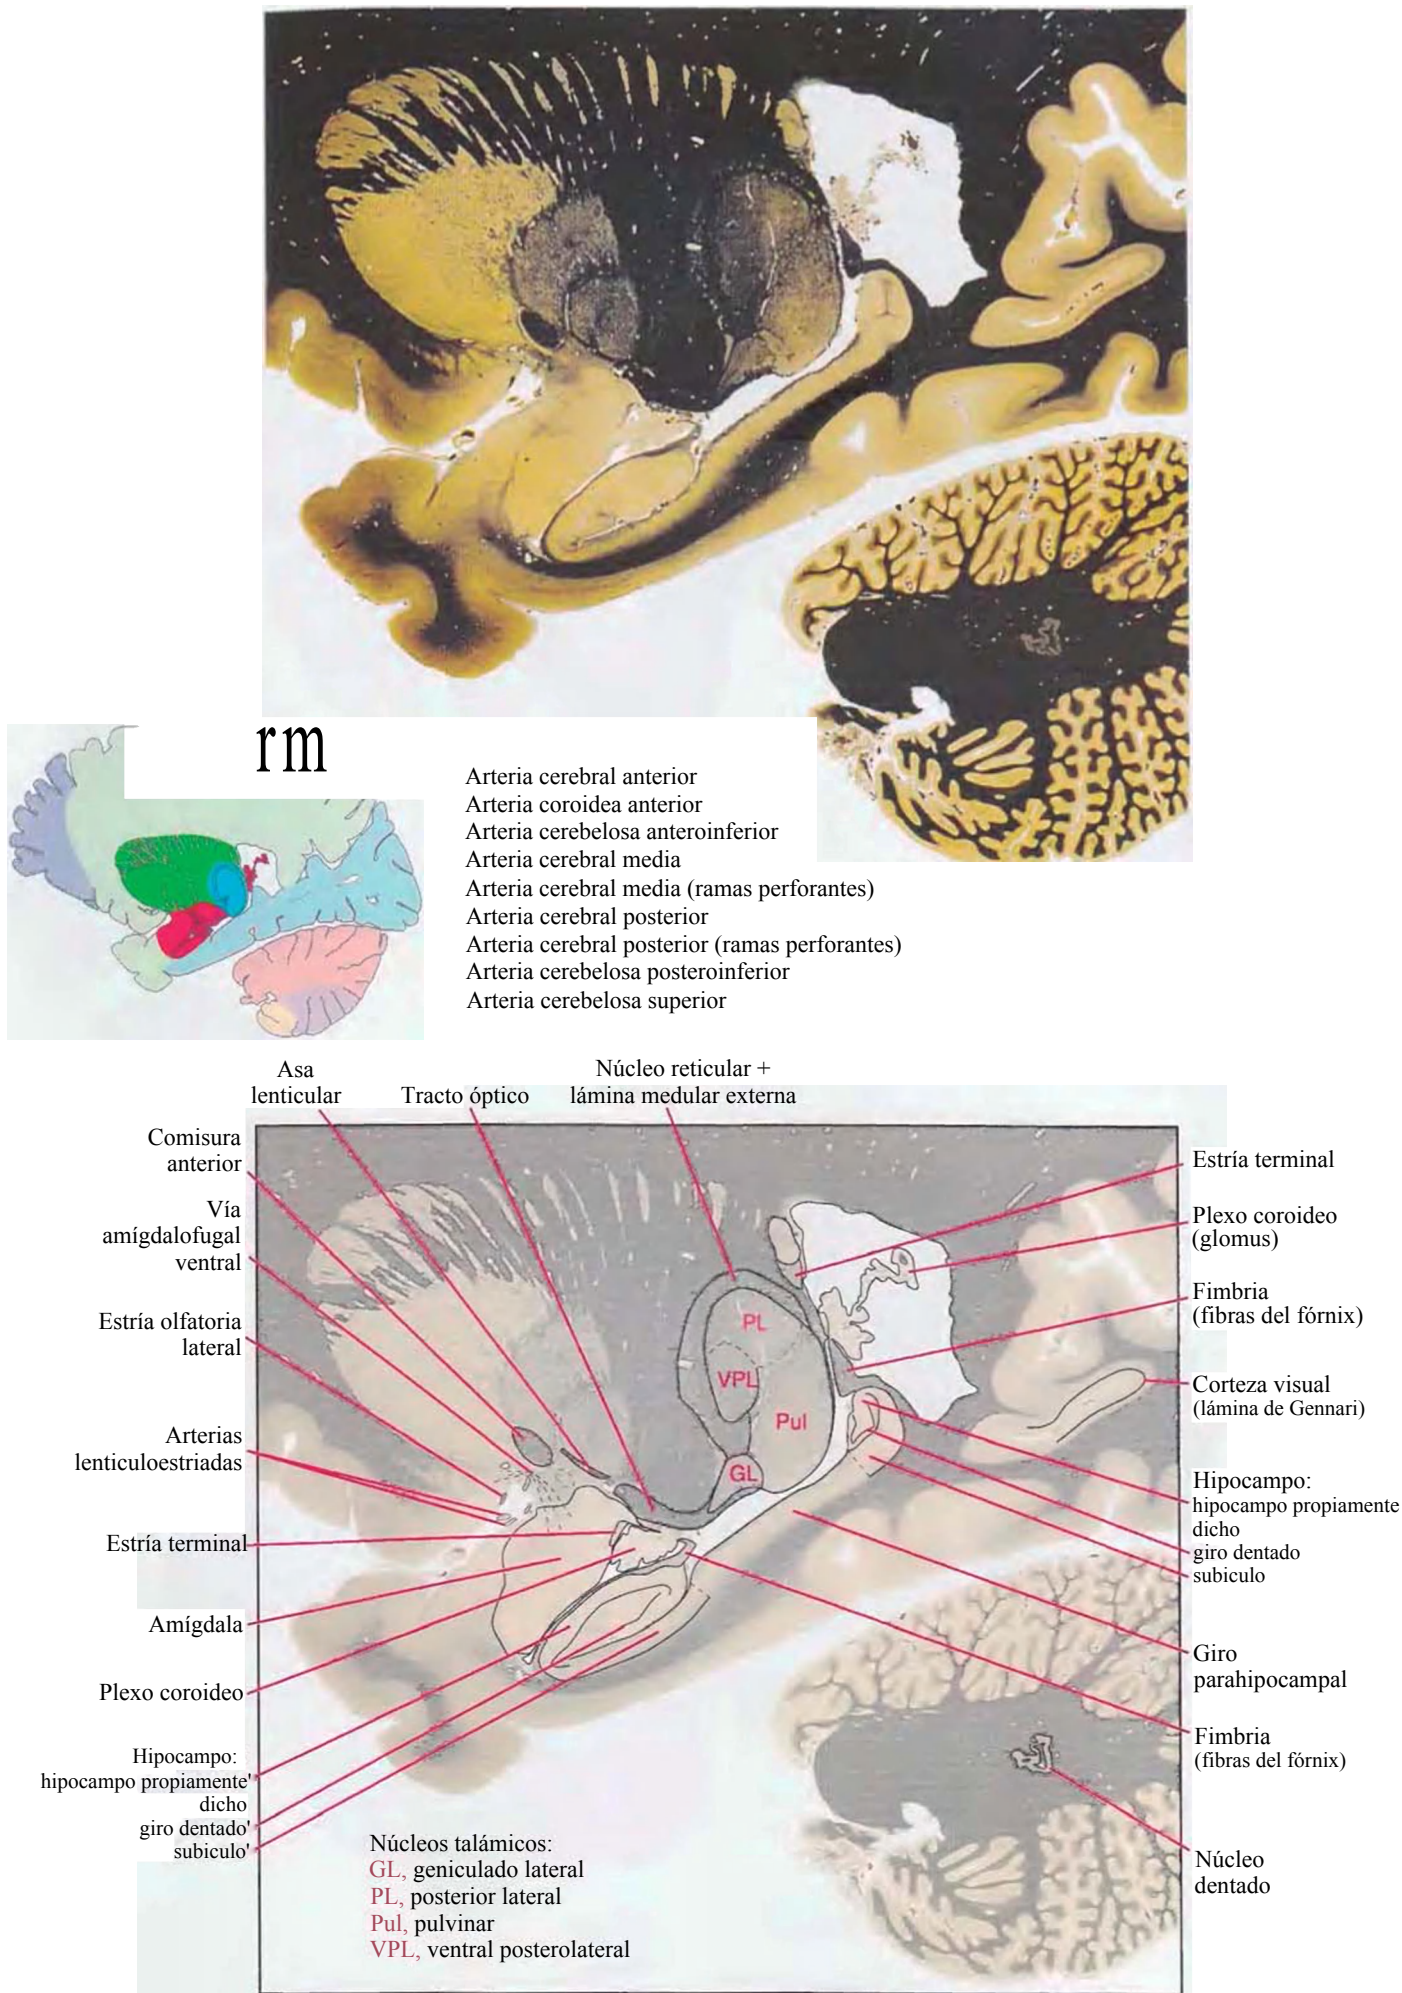 rm
Arteria cerebral anterior
Arteria coroidea anterior
Arteria cerebelosa anteroinferior
Arteria cerebral media
Arteria cerebral media (ramas perforantes)
Arteria cerebral posterior
Arteria cerebral posterior (ramas perforantes)
Arteria cerebelosa posteroinferior
Arteria cerebelosa superior
Asa
lenticular
Tracto óptico
Núcleo reticular +
lámina medular externa
Comisura
anterior
Vía
amígdalofugal
ventral
Estría olfatoria
lateral
Arterias
lenticuloestriadas
Estría terminal
Amígdala
Plexo coroideo
Hipocampo:
hipocampo propiamente'
dicho
giro dentado'
subiculo'
PL
VPL
Pul
GL
Estría terminal
Plexo coroideo
(glomus)
Fimbria
(fibras del fórnix)
Corteza visual
(lámina de Gennari)
Hipocampo:
hipocampo propiamente
dicho
giro dentado
subiculo
Giro
parahipocampal
Fimbria
(fibras del fórnix)
Núcleo
dentado
Núcleos talámicos:
GL, geniculado lateral
PL, posterior lateral
Pul, pulvinar
VPL, ventral posterolateral